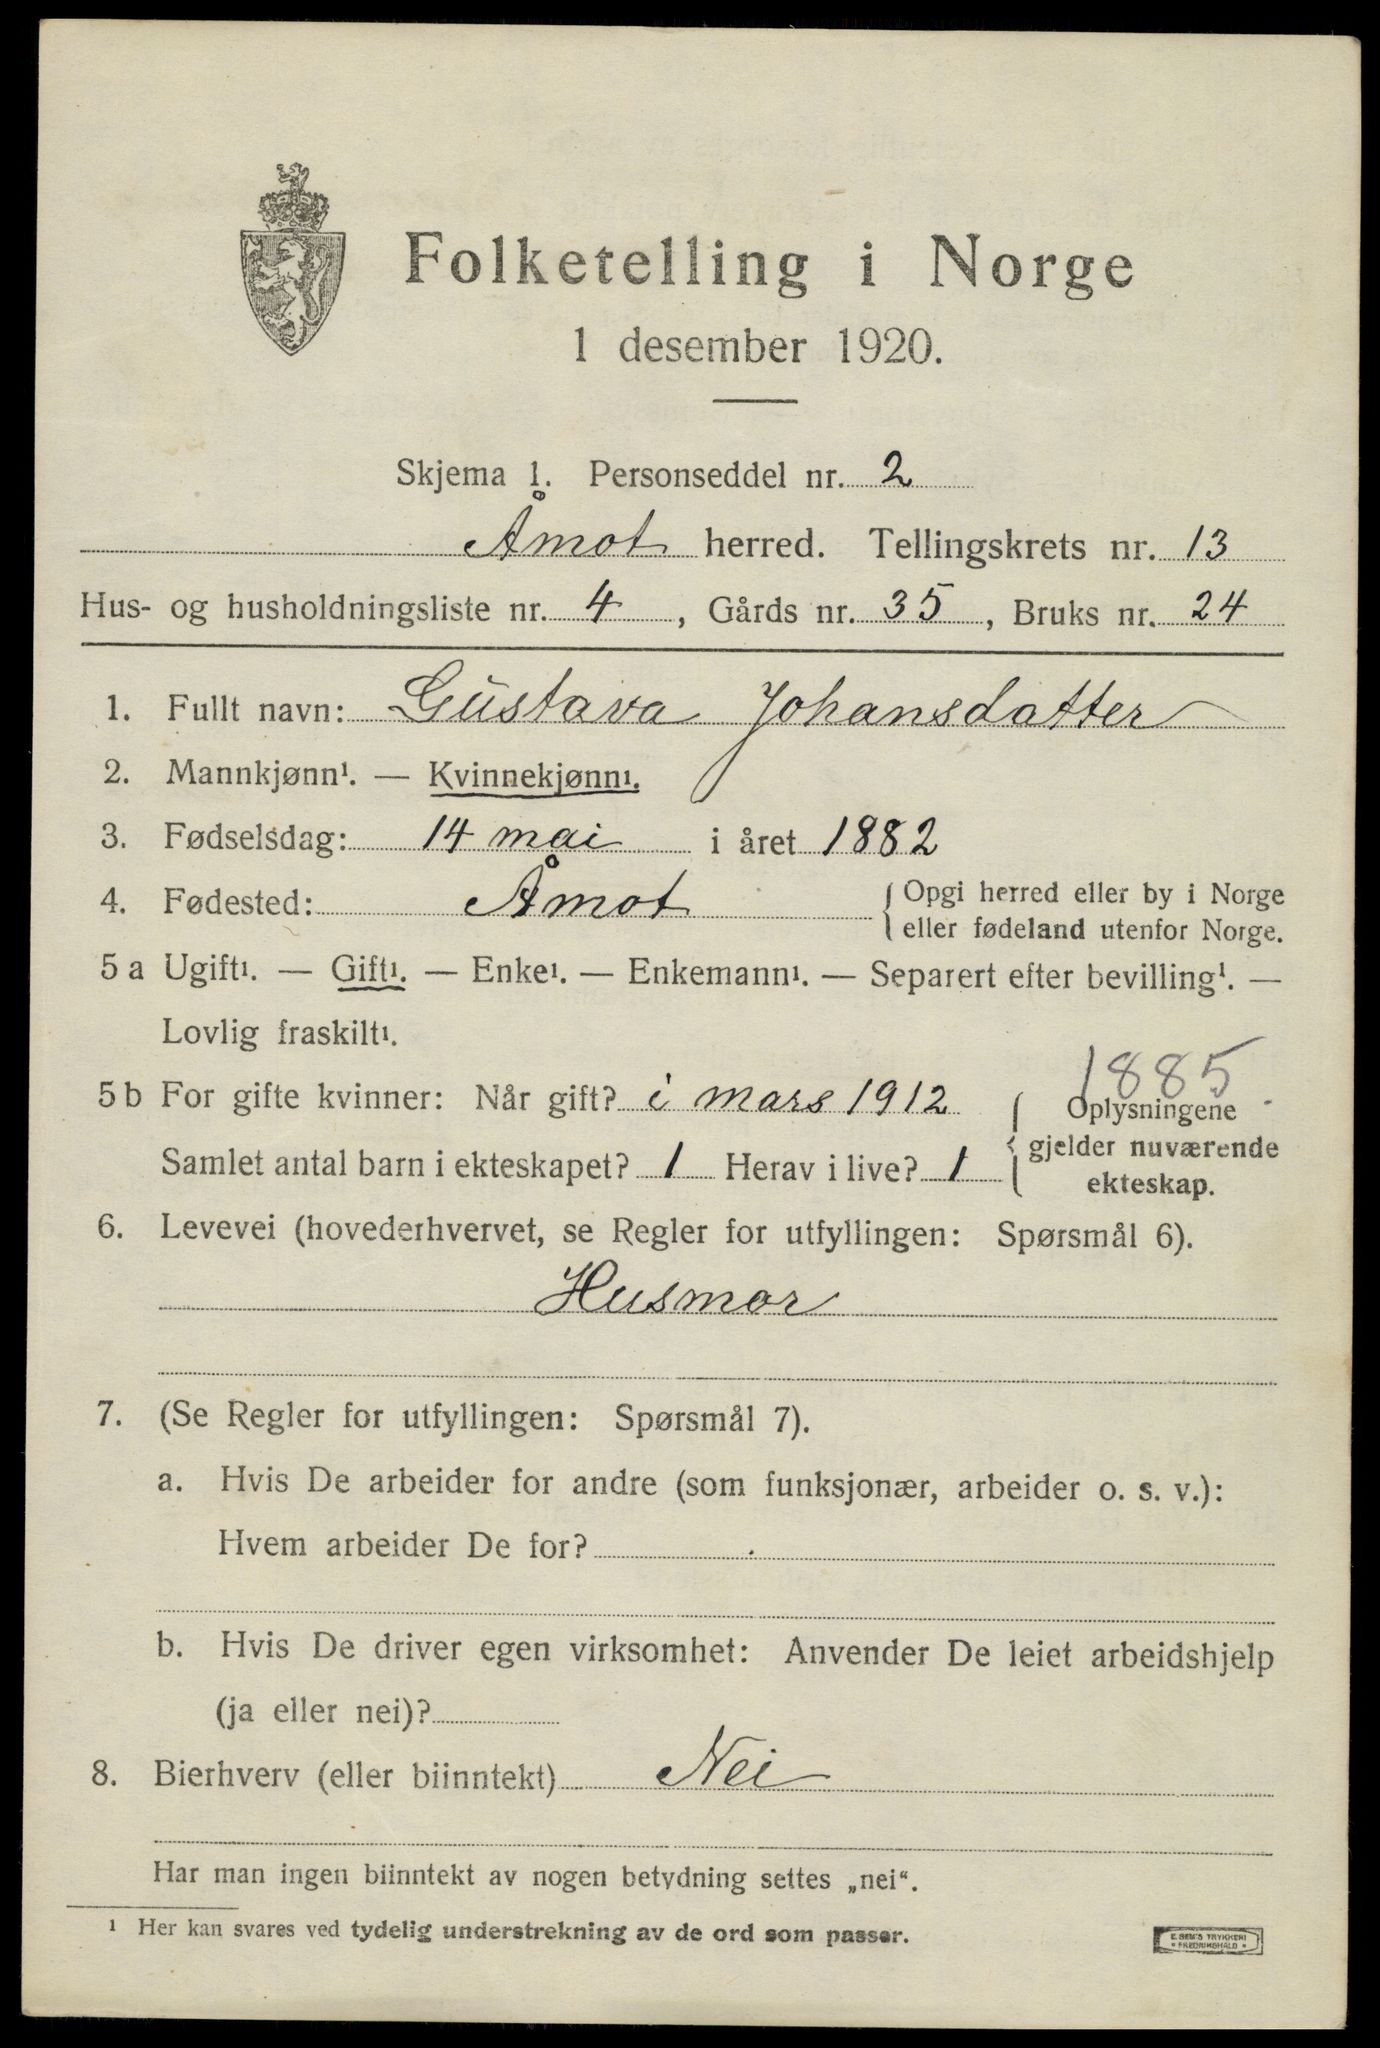 Folketelling i Norge
1 desember 1920.
Skjema 1. Personseddel nr. 2
Åmot herred. Tellingskrets nr. 13
Hus- og husholdningsliste nr. 4, Gårds nr. 35, Bruks nr. 24
1. Fullt navn: Gustava Johansdatter
2. Mannkjønn¹. — Kvinnekjønn¹.
3. Fødselsdag: 14 mai i året 1882
4. Fødested: Åmot { Opgi herred eller by i Norge
eller fødeland utenfor Norge.
5 a Ugift¹. — Gift¹. — Enke¹. — Enkemann¹. — Separert efter bevilling¹. —
Lovlig fraskilt¹.
1885
5 b For gifte kvinner: Når gift? i mars 1912 { Oplysningene
gjelder nuværende
Samlet antal barn i ekteskapet? 1 Herav i live? 1
ekteskap.
6. Levevei (hovederhvervet, se Regler for utfyllingen: Spørsmål 6).
Husmor
7. (Se Regler for utfyllingen: Spørsmål 7).
a. Hvis De arbeider for andre (som funksjonær, arbeider o. s. v.):
Hvem arbeider De for?
b. Hvis De driver egen virksomhet: Anvender De leiet arbeidshjelp
(ja eller nei)?
8. Bierhverv (eller biinntekt) Nei
Har man ingen biinntekt av nogen betydning settes „nei“.
¹ Her kan svares ved tydelig understrekning av de ord som passer.
E. SEM'S TRYKKERI
• FREDRIKSHALD •